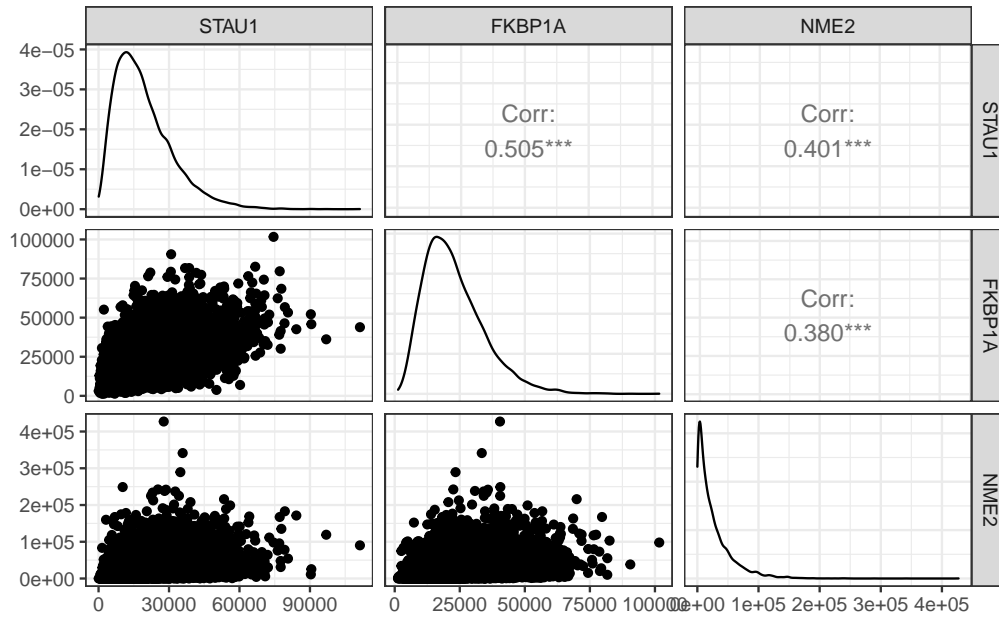 STAU1 FKBP1A NME2
4e−05
3e−05
2e−05
1e−05
0e+00
Corr:
0.505***
Corr:
0.401***
STAU1
100000
75000
50000
25000
0
Corr:
0.380***
FKBP1A
4e+05
3e+05
2e+05
1e+05
0e+00
NME2
0 30000 60000 90000
0 25000 50000 75000 100000
0e+00 1e+05 2e+05 3e+05 4e+05